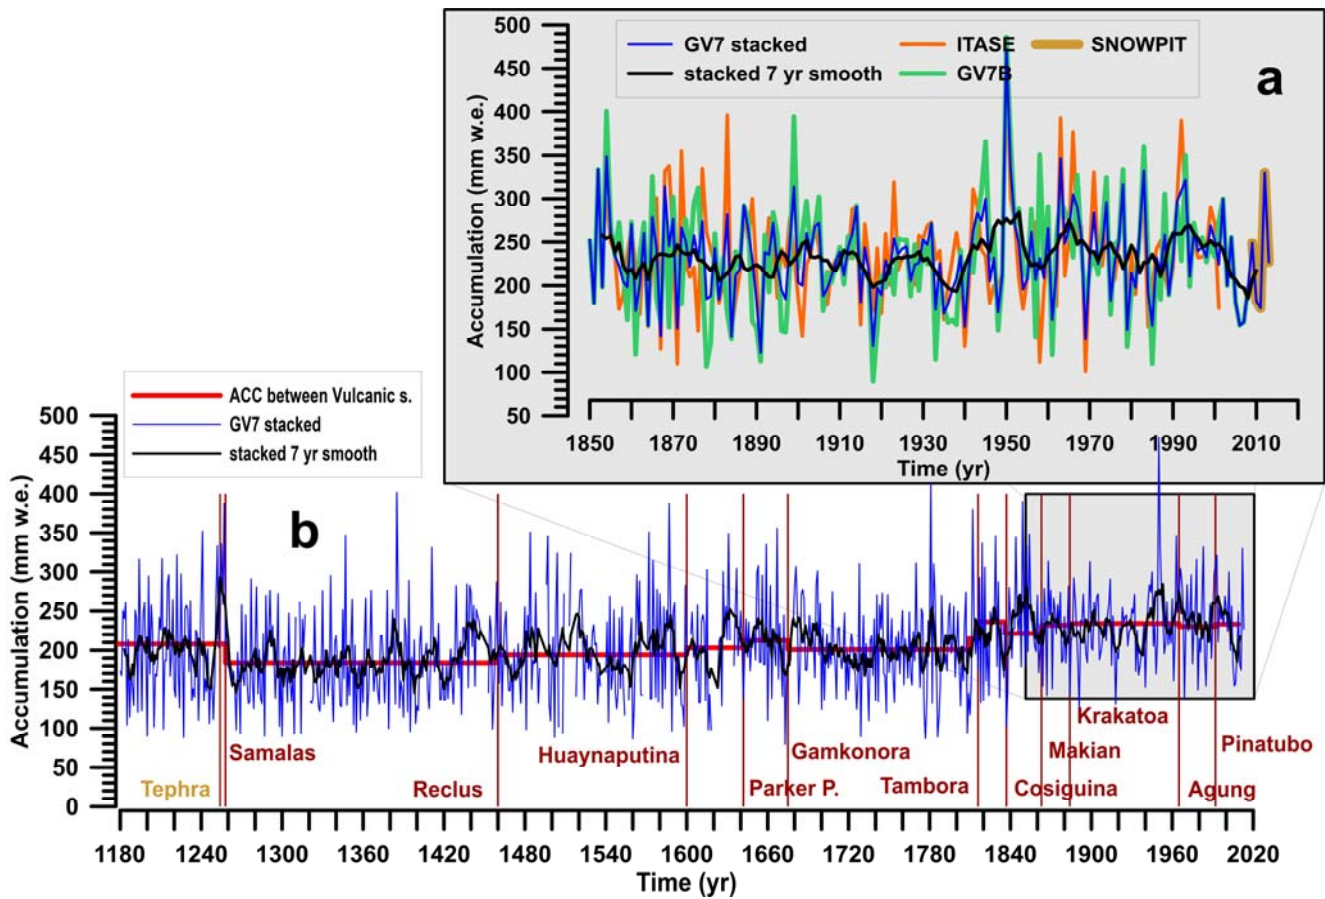 500
450
400
350
300
250
200
150
100
50
Accumulation (mm w.e.)
GV7 stacked
ITASE
SNOWPIT
stacked 7 yr smooth
GV7B
a
1850 1870 1890 1910 1930 1950 1970 1990 2010
Time (yr)
ACC between Vulcanic s.
GV7 stacked
stacked 7 yr smooth
500
450
400
350
300
250
200
150
100
50
0
Accumulation (mm w.e.)
b
Krakatoa
Samalas
Huaynaputina
Gamkonora
Makian
Pinatubo
Tephra
Reclus
Parker P.
Tambora
Cosiguina
Agung
1180 1240 1300 1360 1420 1480 1540 1600 1660 1720 1780 1840 1900 1960 2020
Time (yr)